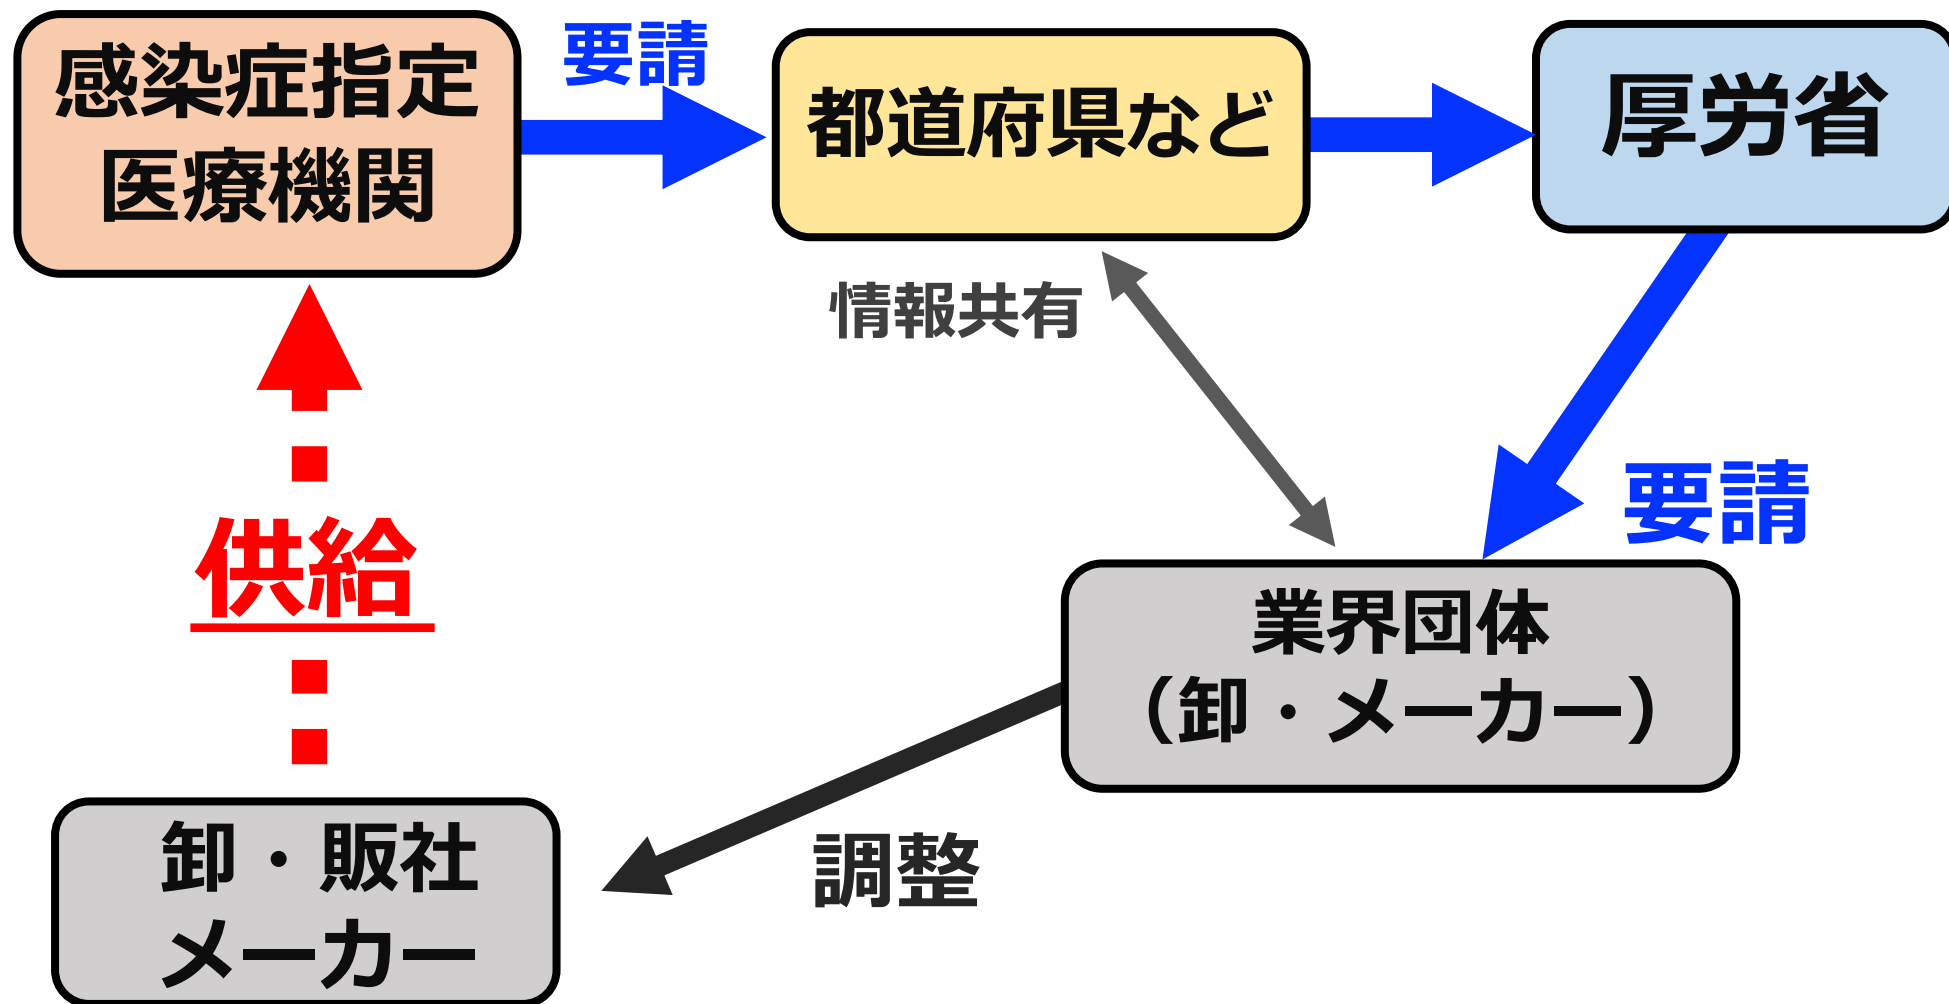 感染症指定
医療機関
要請
都道府県など
厚労省
情報共有
要請
供給
業界団体
（卸・メーカー）
調整
卸・販社
メーカー